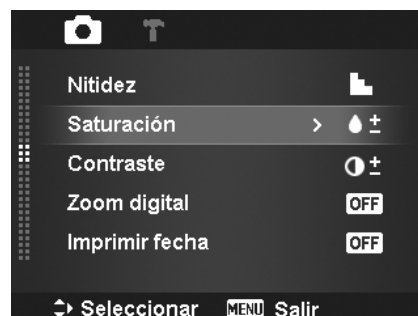 Nitidez
Saturación
Contraste
Zoom digital OFF
Imprimir fecha OFF
Seleccionar MENU Salir